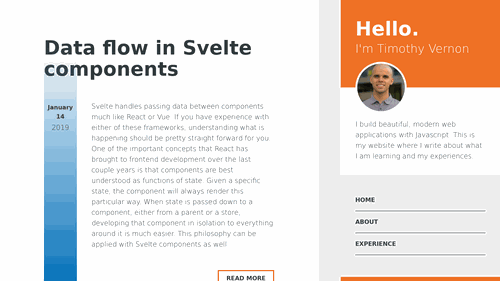 Data flow in Svelte
components
January
14
2019
Svelte handles passing data between components
much like React or Vue. If you have experience with
either of these frameworks, understanding what is
happening should be pretty straight forward for you.
One of the important concepts that React has
brought to frontend development over the last
couple years is that components are best
understood as functions of state. Given a specific
state, the component will always render this
particular way. When state is passed down to a
component, either from a parent or a store,
developing that component in isolation to everything
around it is much easier. This philosophy can be
applied with Svelte components as well.
READ MORE
Hello.
I'm Timothy Vernon
I build beautiful, modern web
applications with Javascript. This is
my website where I write about what
I am learning and my experiences.
HOME
ABOUT
EXPERIENCE